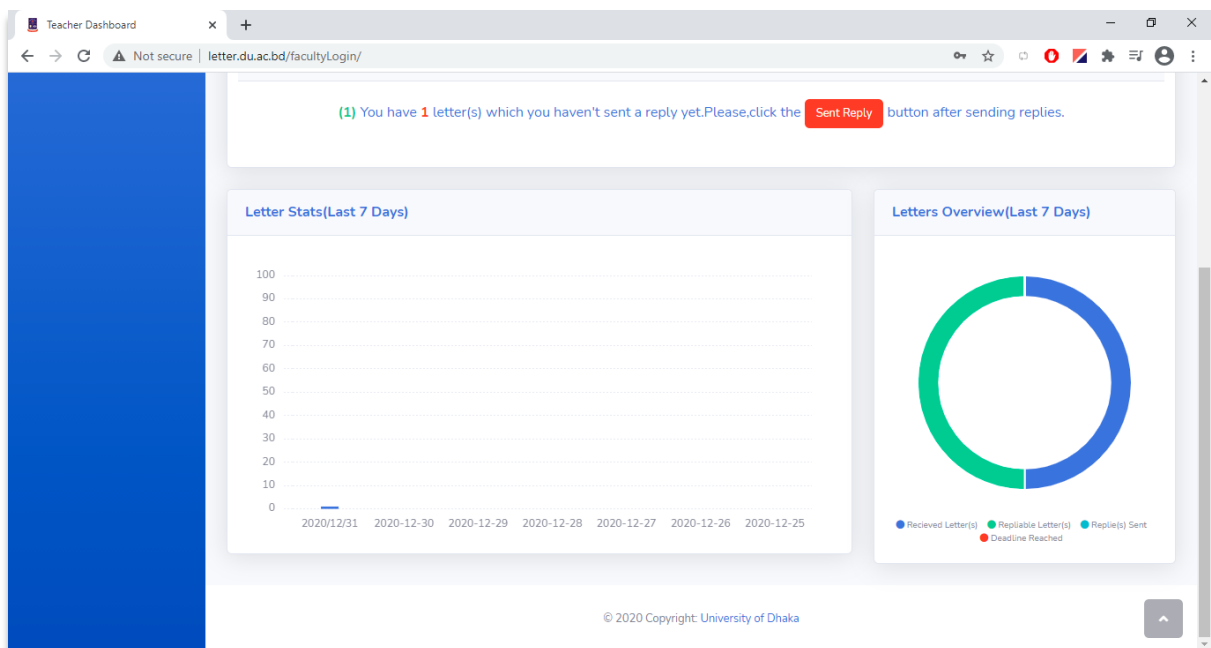 Teacher Dashboard
Not secure | letter.du.ac.bd/facultyLogin/
(1) You have 1 letter(s) which you haven't sent a reply yet.Please,click the Sent Reply button after sending replies.
Letter Stats(Last 7 Days)
100
90
80
70
60
50
40
30
20
10
0
2020/12/31 2020-12-30 2020-12-29 2020-12-28 2020-12-27 2020-12-26 2020-12-25
Letters Overview(Last 7 Days)
Recieved Letter(s) Repliable Letter(s) Replie(s) Sent
Deadline Reached
© 2020 Copyright: University of Dhaka